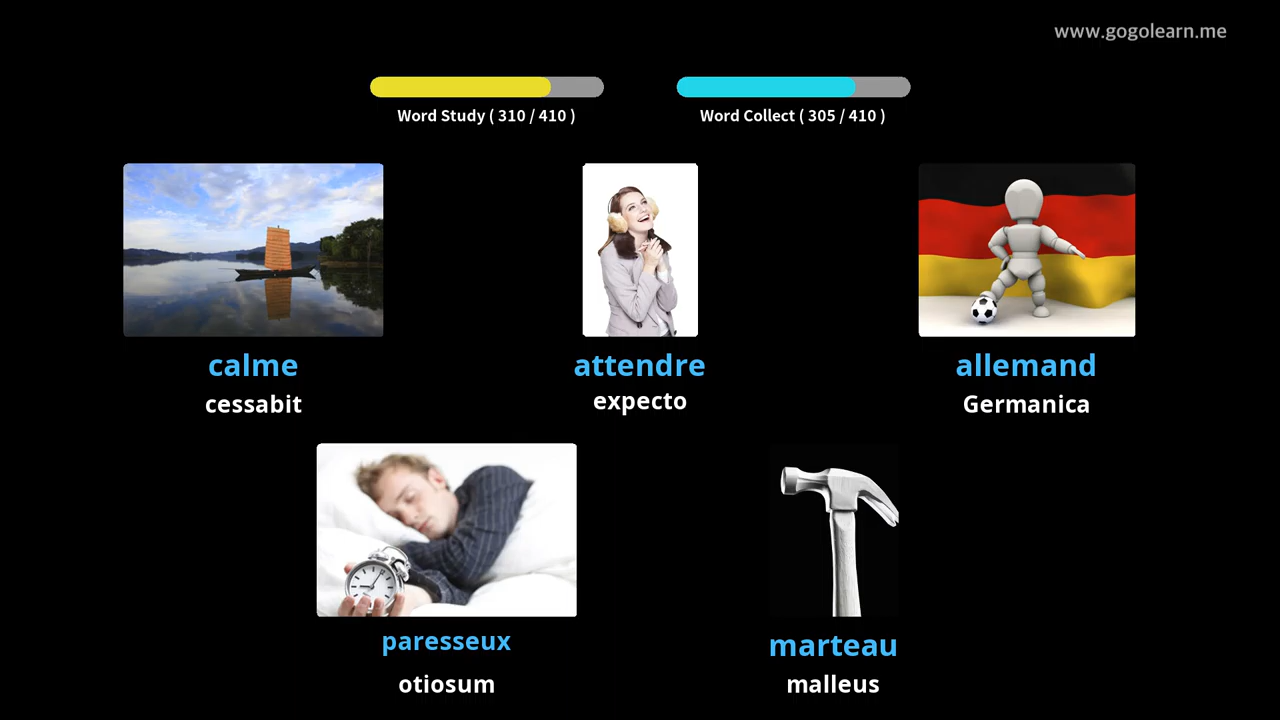 www.gogolearn.me
Word Study ( 310 / 410 )
Word Collect ( 305 / 410 )
calme
cessabit
attendre
expecto
allemand
Germanica
paresseux
otiosum
marteau
malleus